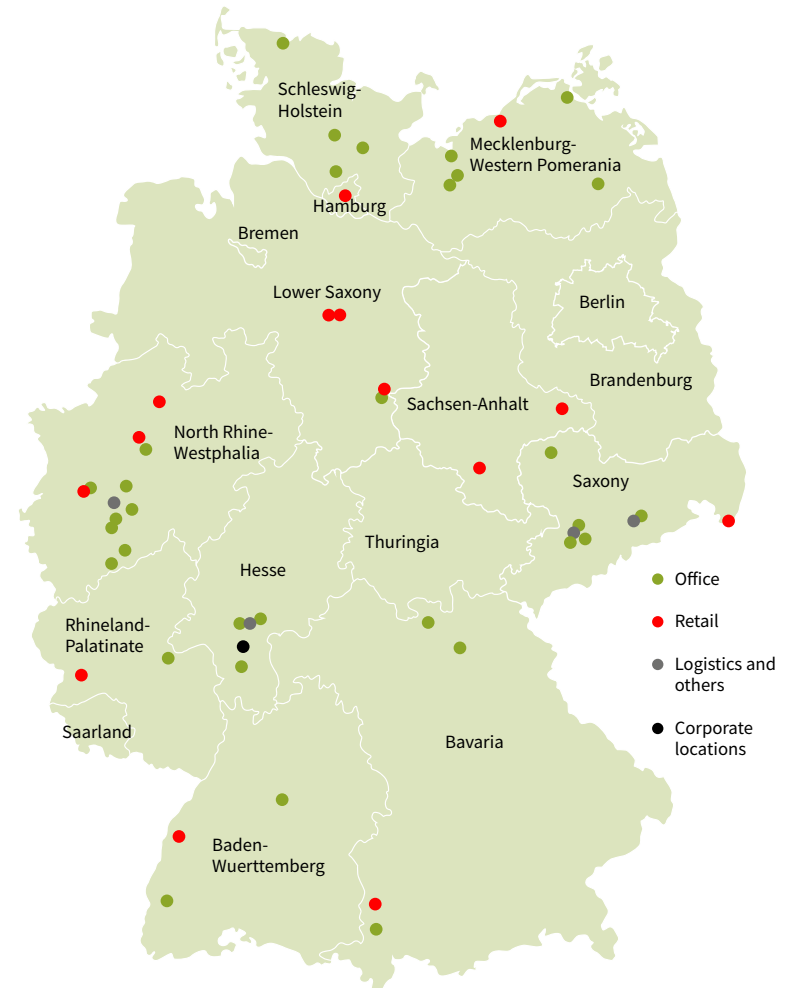 Schleswig-
Holstein
Mecklenburg-
Western Pomerania
Hamburg
Bremen
Lower Saxony
Berlin
Brandenburg
Sachsen-Anhalt
North Rhine-
Westphalia
Saxony
Thuringia
Hesse
Office
Retail
Rhineland-
Palatinate
Logistics and
others
Saarland
Corporate
locations
Bavaria
Baden-
Wuerttemberg